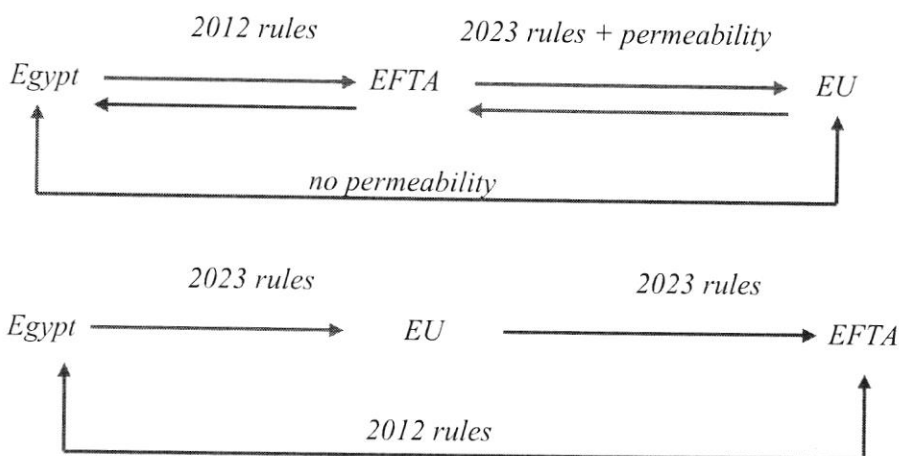 2012 rules 2023 rules + permeability
Egypt EFTA EU
no permeability
2023 rules 2023 rules
Egypt EU EFTA
2012 rules